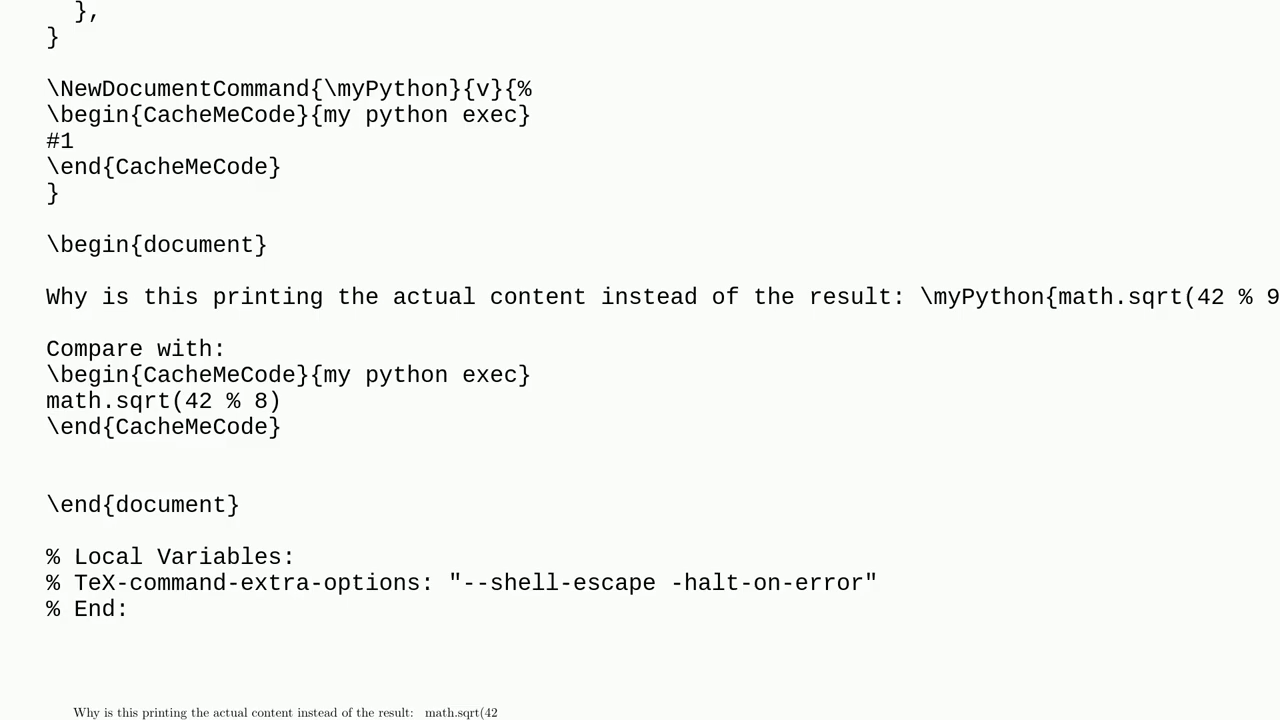 },
}
\NewDocumentCommand{\myPython}{v}{%
\begin{CacheMeCode}{my python exec}
#1
\end{CacheMeCode}
}
\begin{document}
Why is this printing the actual content instead of the result: \myPython{math.sqrt(42 % 9
Compare with:
\begin{CacheMeCode}{my python exec}
math.sqrt(42 % 8)
\end{CacheMeCode}
\end{document}
% Local Variables:
% TeX-command-extra-options: "--shell-escape -halt-on-error"
% End:
Why is this printing the actual content instead of the result: math.sqrt(42